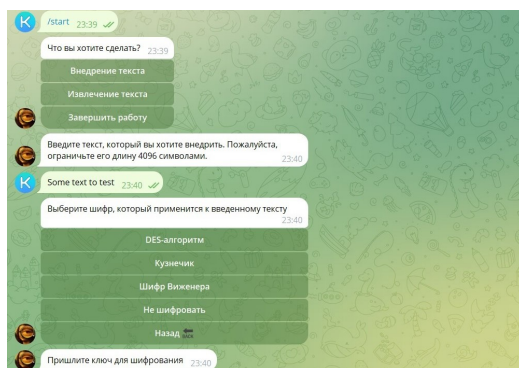 K
/start 23:39
Что вы хотите сделать? 23:39
Внедрение текста
Извлечение текста
Завершить работу
Введите текст, который вы хотите внедрить. Пожалуйста,
ограничьте его длину 4096 символами. 23:40
K
Some text to test 23:40
Выберите шифр, который применится к введенному тексту
23:40
DES-алгоритм
Кузнечик
Шифр Виженера
Не шифровать
Назад BACK
Пришлите ключ для шифрования 23:40